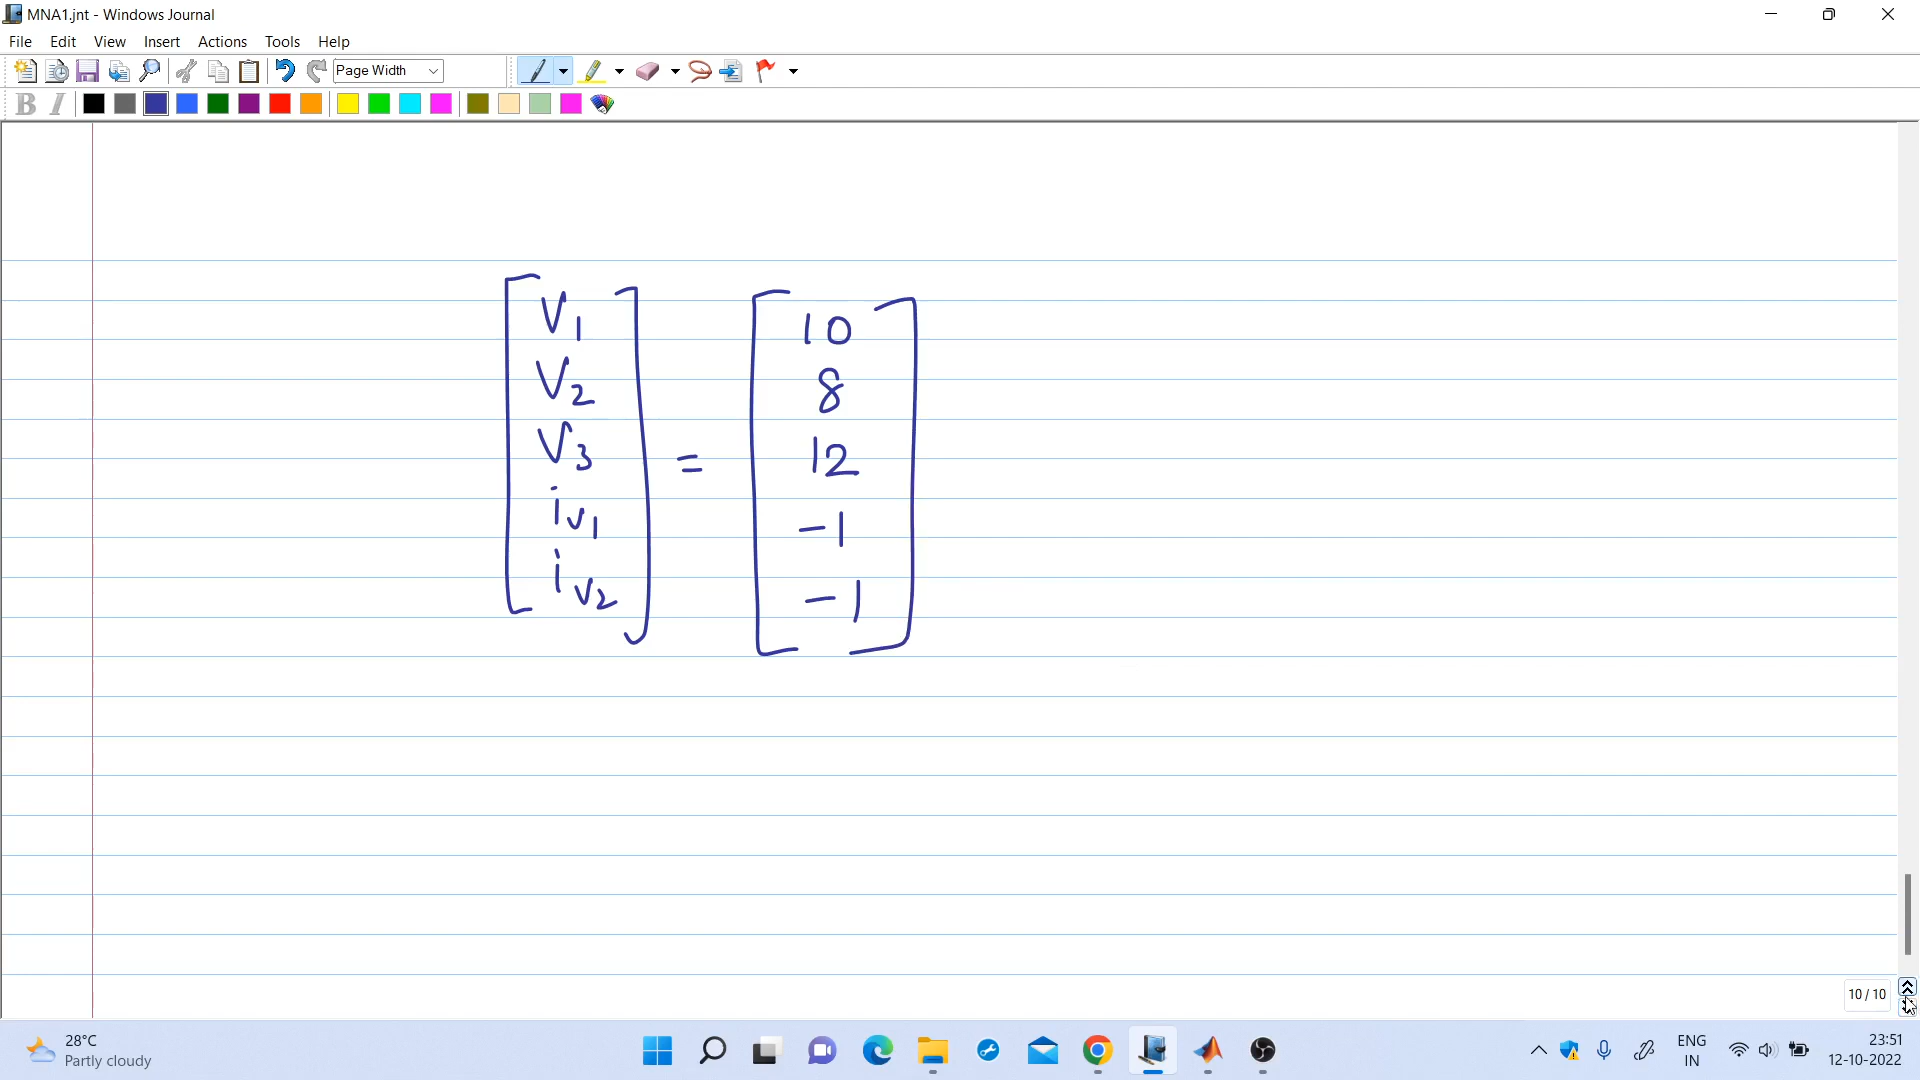 MNA1.jnt - Windows Journal
File Edit View Insert Actions Tools Help
Page Width
B I
V1
V2
V3
iv1
iv2
=
10
8
12
-1
-1
10 / 10
28°C
Partly cloudy
ENG
IN
23:51
12-10-2022